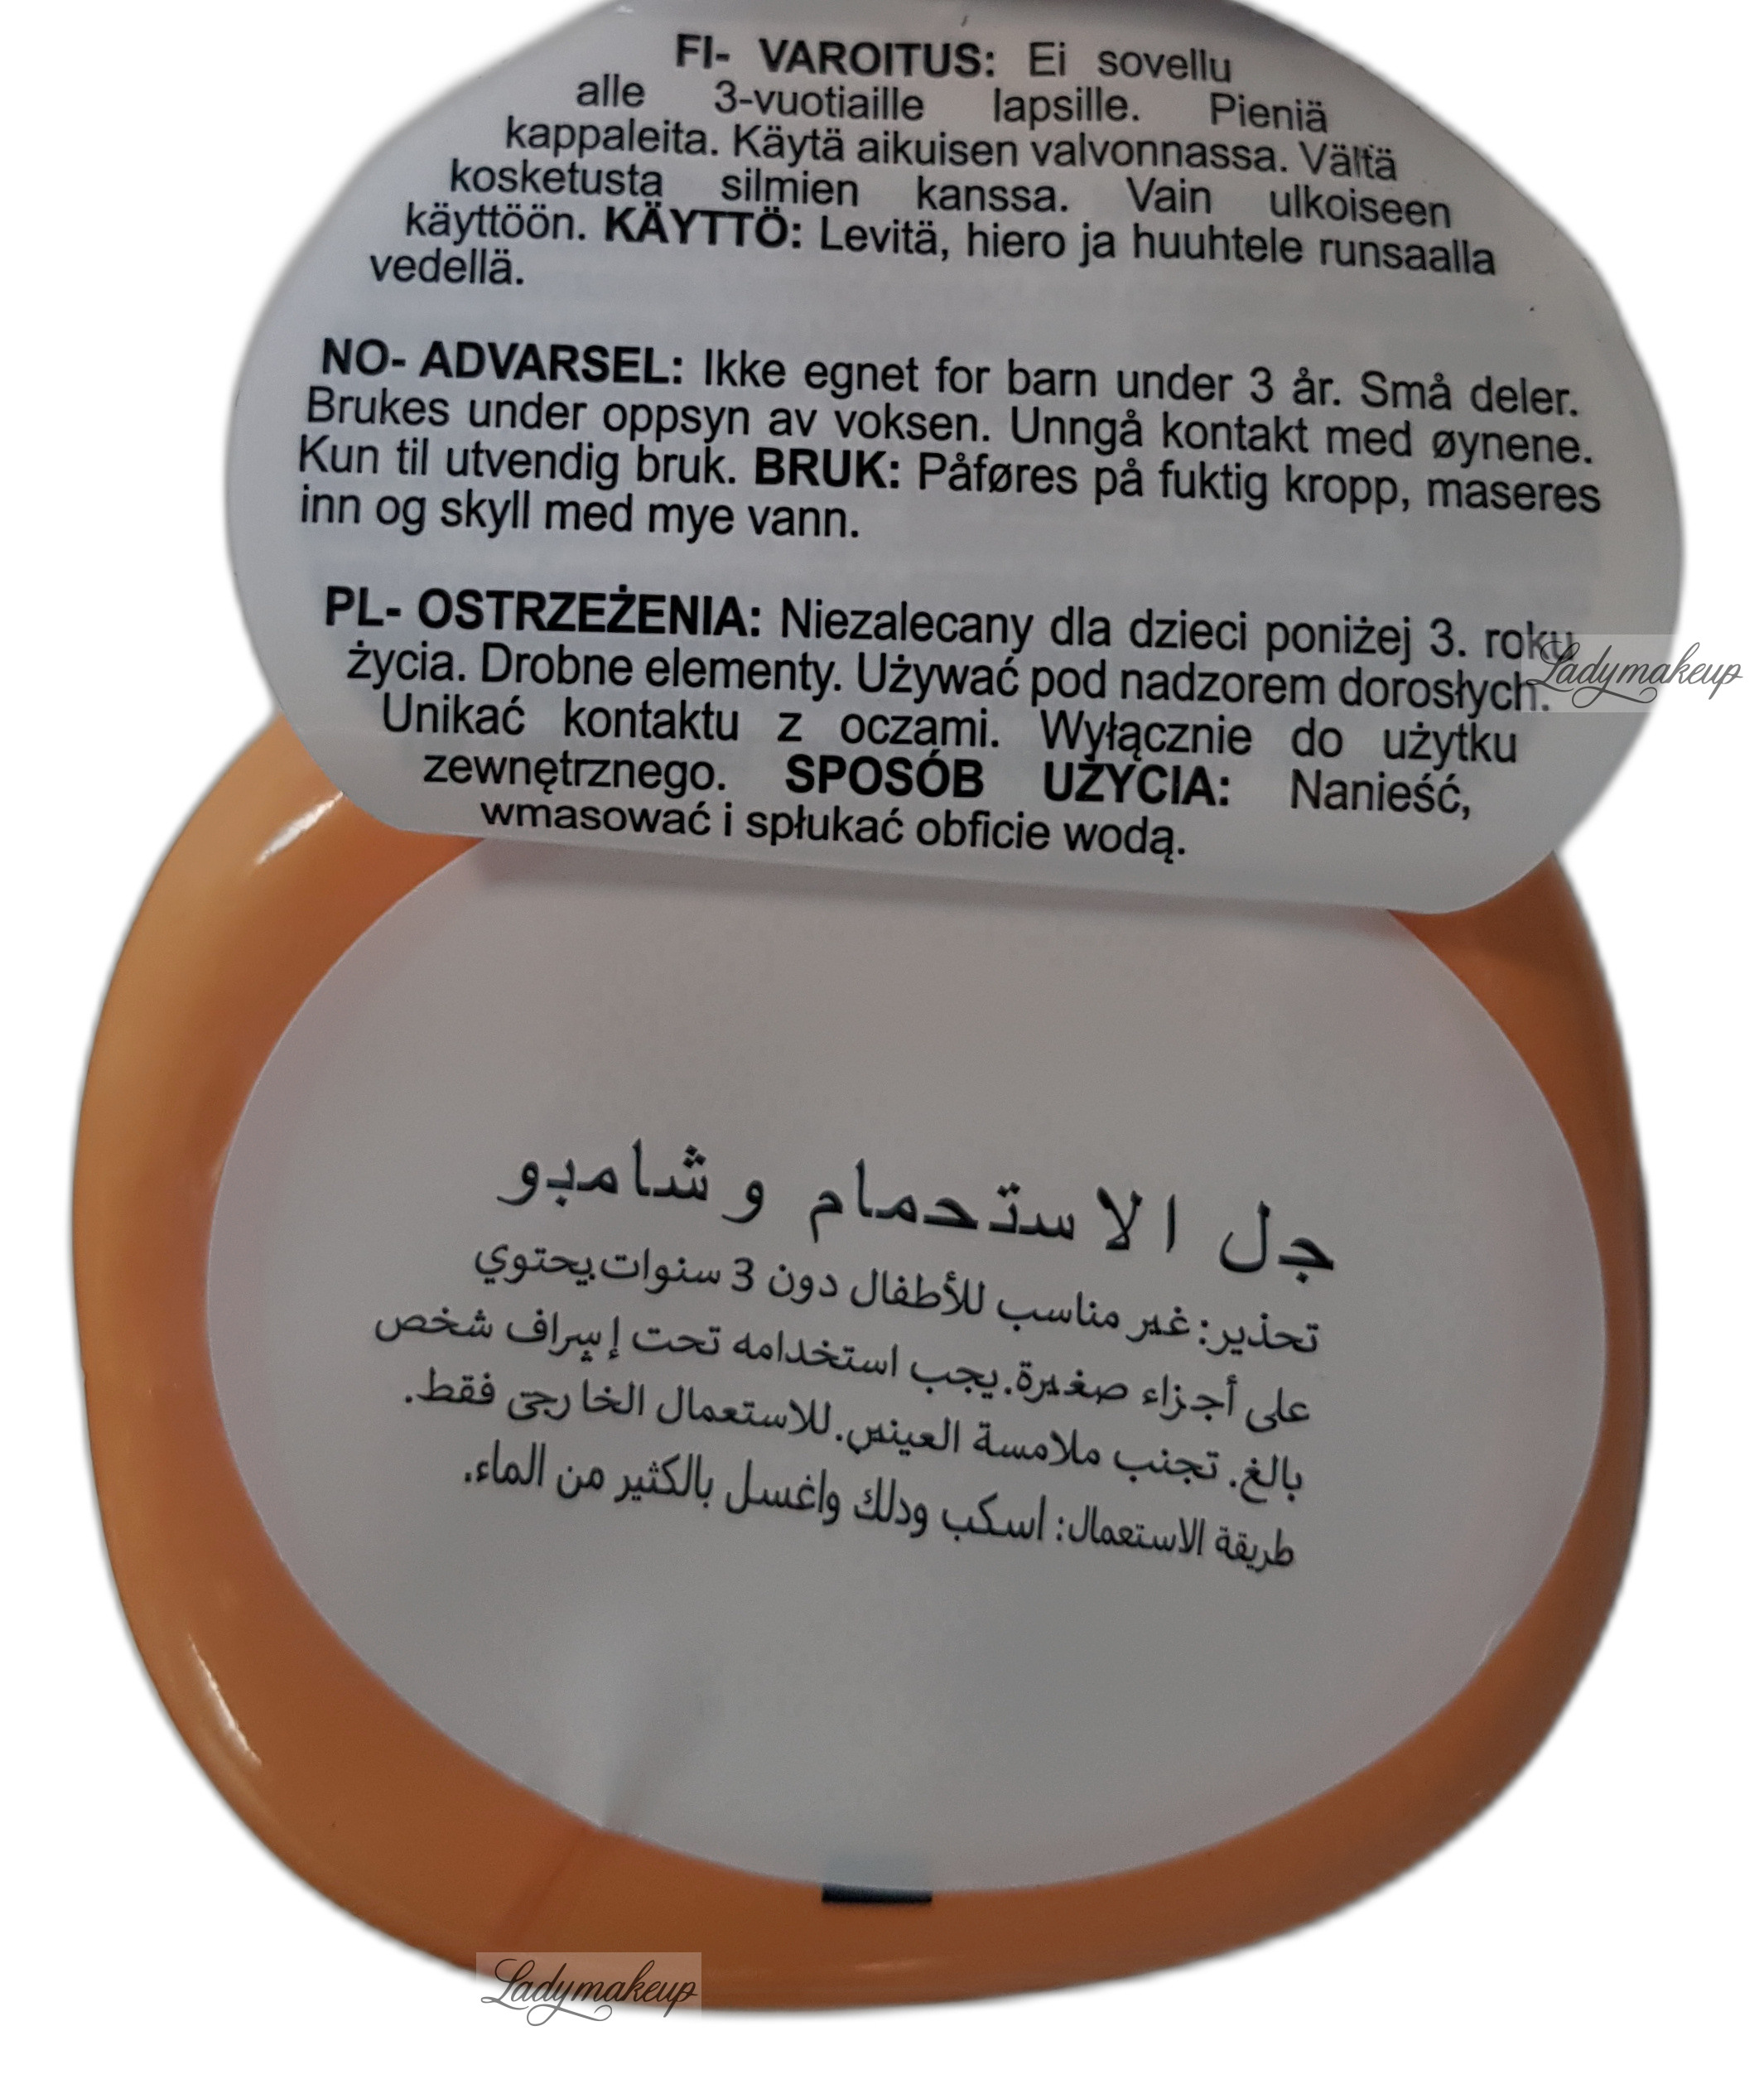 FI- VAROITUS: Ei sovellu
alle 3-vuotiaille lapsille. Pieniä
kappaleita. Käytä aikuisen valvonnassa. Vältä
kosketusta silmien kanssa. Vain ulkoiseen
käyttöön. KÄYTTÖ: Levitä, hiero ja huuhtele runsaalla
vedellä.
NO- ADVARSEL: Ikke egnet for barn under 3 år. Små deler.
Brukes under oppsyn av voksen. Unngå kontakt med øynene.
Kun til utvendig bruk. BRUK: Påføres på fuktig kropp, maseres
inn og skyll med mye vann.
PL- OSTRZEŻENIA: Niezalecany dla dzieci poniżej 3. roku
życia. Drobne elementy. Używać pod nadzorem dorosłych.
Unikać kontaktu z oczami. Wyłącznie do użytku
zewnętrznego. SPOSÓB UŻYCIA: Nanieść,
wmasować i spłukać obficie wodą.
Ladymakeup
جل الاستحمام وشامبو
تحذير: غير مناسب للأطفال دون 3 سنوات.يحتوي
على أجزاء صغيرة.يجب استخدامه تحت إسراف شخص
بالغ. تجنب ملامسة العينين.للاستعمال الخارجى فقط.
طريقة الاستعمال: اسكب ودلك واغسل بالكثير من الماء.
Ladymakeup